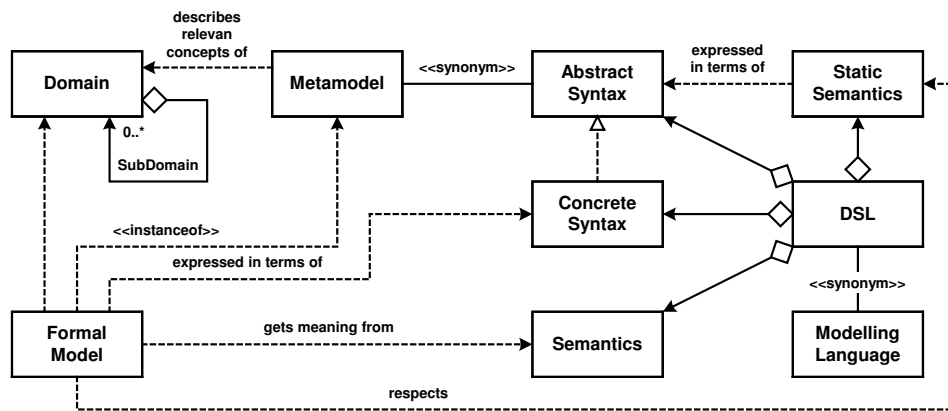 describes
relevan
concepts of
Domain
Metamodel
<<synonym>>
Abstract
Syntax
expressed
in terms of
Static
Semantics
0..*
SubDomain
Concrete
Syntax
DSL
<<instanceof>>
expressed in terms of
<<synonym>>
Formal
Model
gets meaning from
Semantics
Modelling
Language
respects